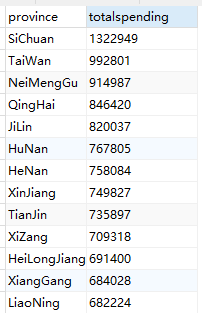 province totalspending
SiChuan 1322949
TaiWan 992801
NeiMengGu 914987
QingHai 846420
JiLin 820037
HuNan 767805
HeNan 758084
XinJiang 749827
TianJin 735897
XiZang 709318
HeiLongJiang 691400
XiangGang 684028
LiaoNing 682224